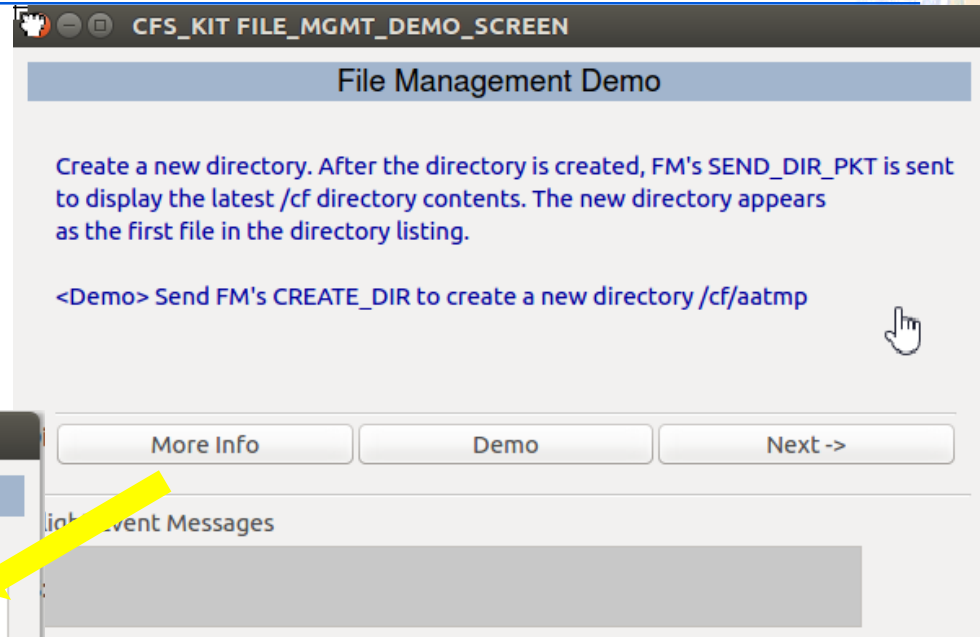 CFS_KIT FILE_MGMT_DEMO_SCREEN
File Management Demo
Create a new directory. After the directory is created, FM's SEND_DIR_PKT is sent
to display the latest /cf directory contents. The new directory appears
as the first file in the directory listing.
<Demo> Send FM's CREATE_DIR to create a new directory /cf/aatmp
More Info
Demo
Next ->
Event Messages